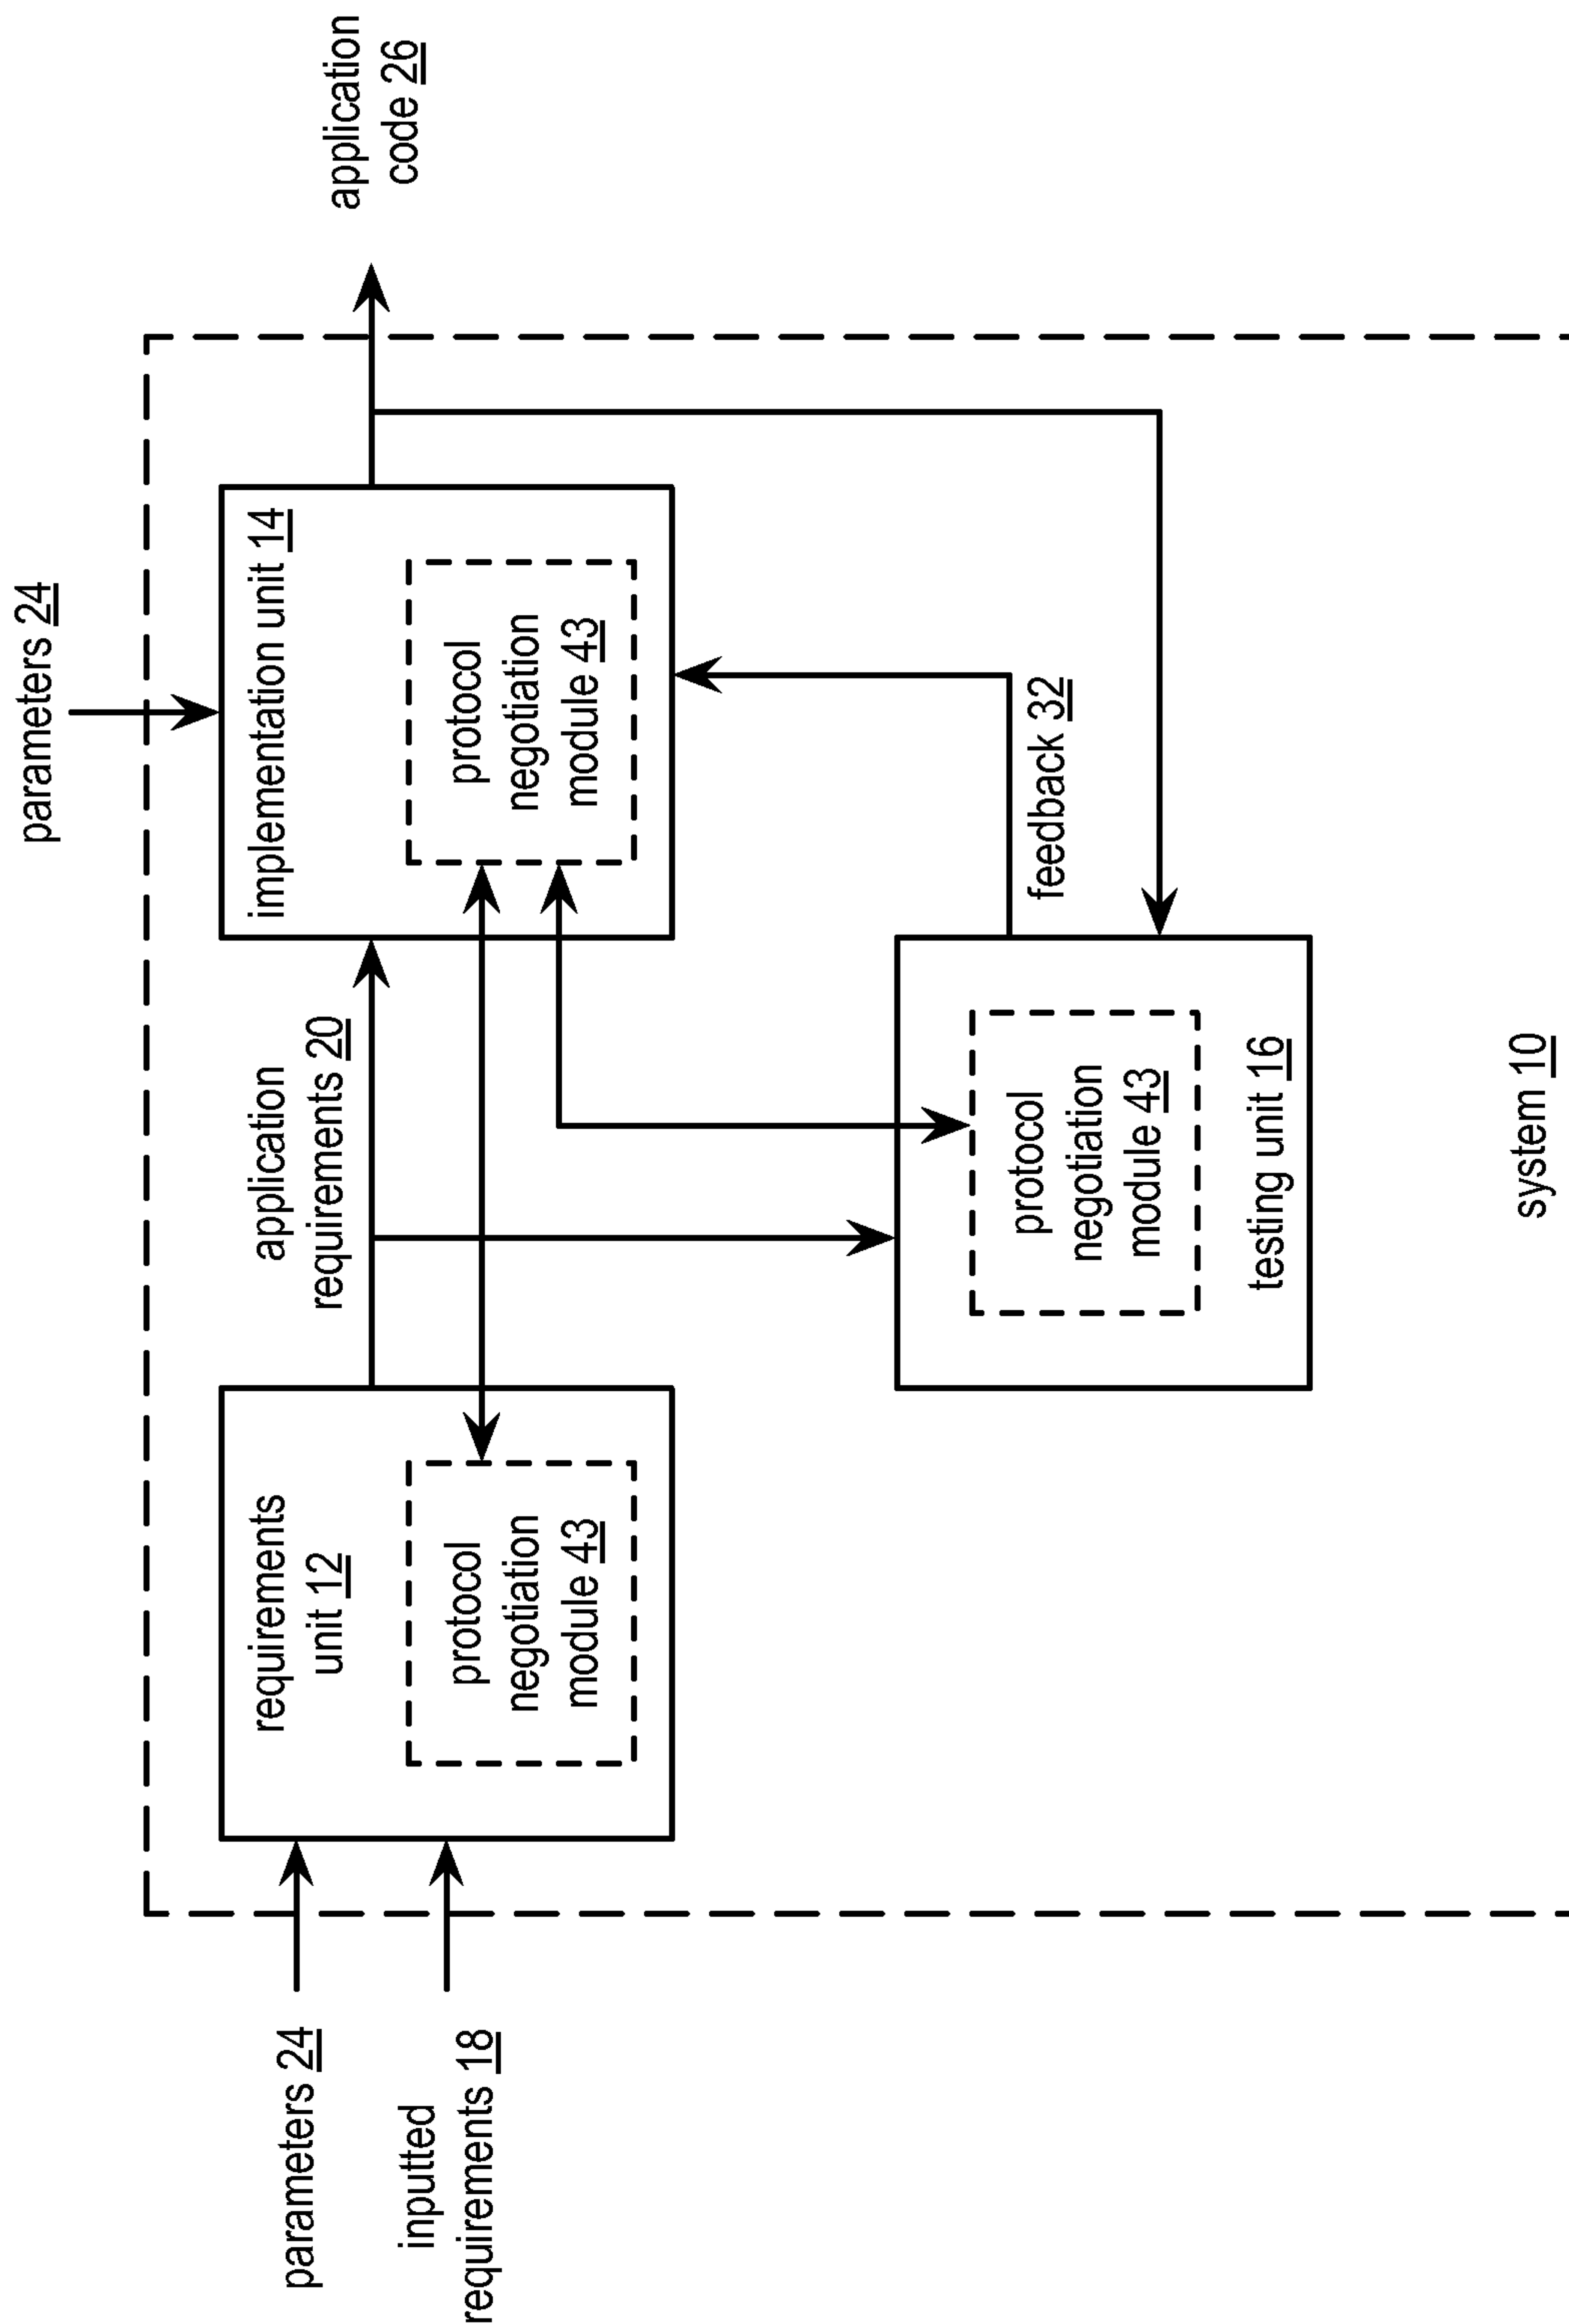 parameters 24
application
code 26
application
requirements 20
implementation unit 14
protocol
negotiation
module 43
requirements
unit 12
protocol
negotiation
module 43
parameters 24
inputted
requirements 18
feedback 32
protocol
negotiation
module 43
testing unit 16
system 10